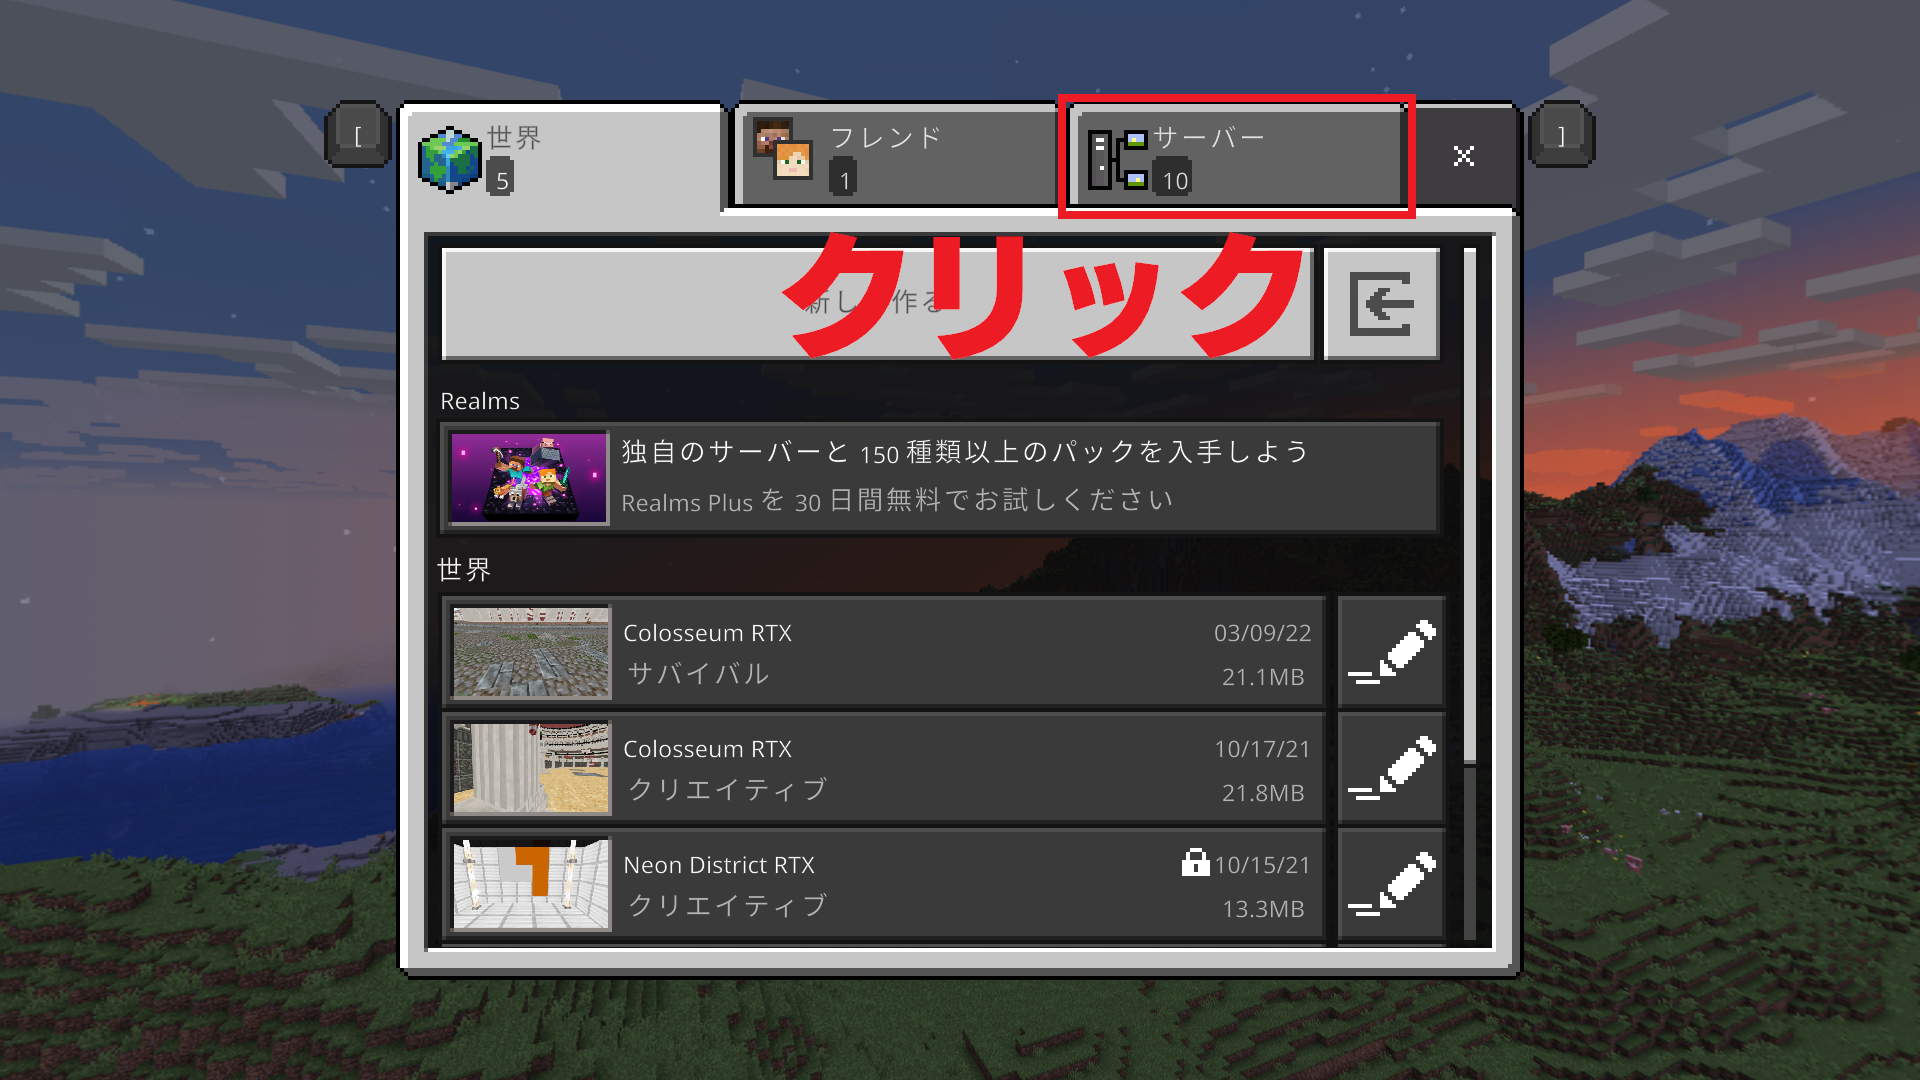 [
世界
5
フレンド
1
サーバー
10
]
新し 作る
クリック
Realms
独自のサーバーと 150 種類以上のパックを入手しよう
Realms Plus を 30 日間無料でお試しください
世界
Colosseum RTX
03/09/22
サバイバル
21.1MB
Colosseum RTX
10/17/21
クリエイティブ
21.8MB
Neon District RTX
10/15/21
クリエイティブ
13.3MB